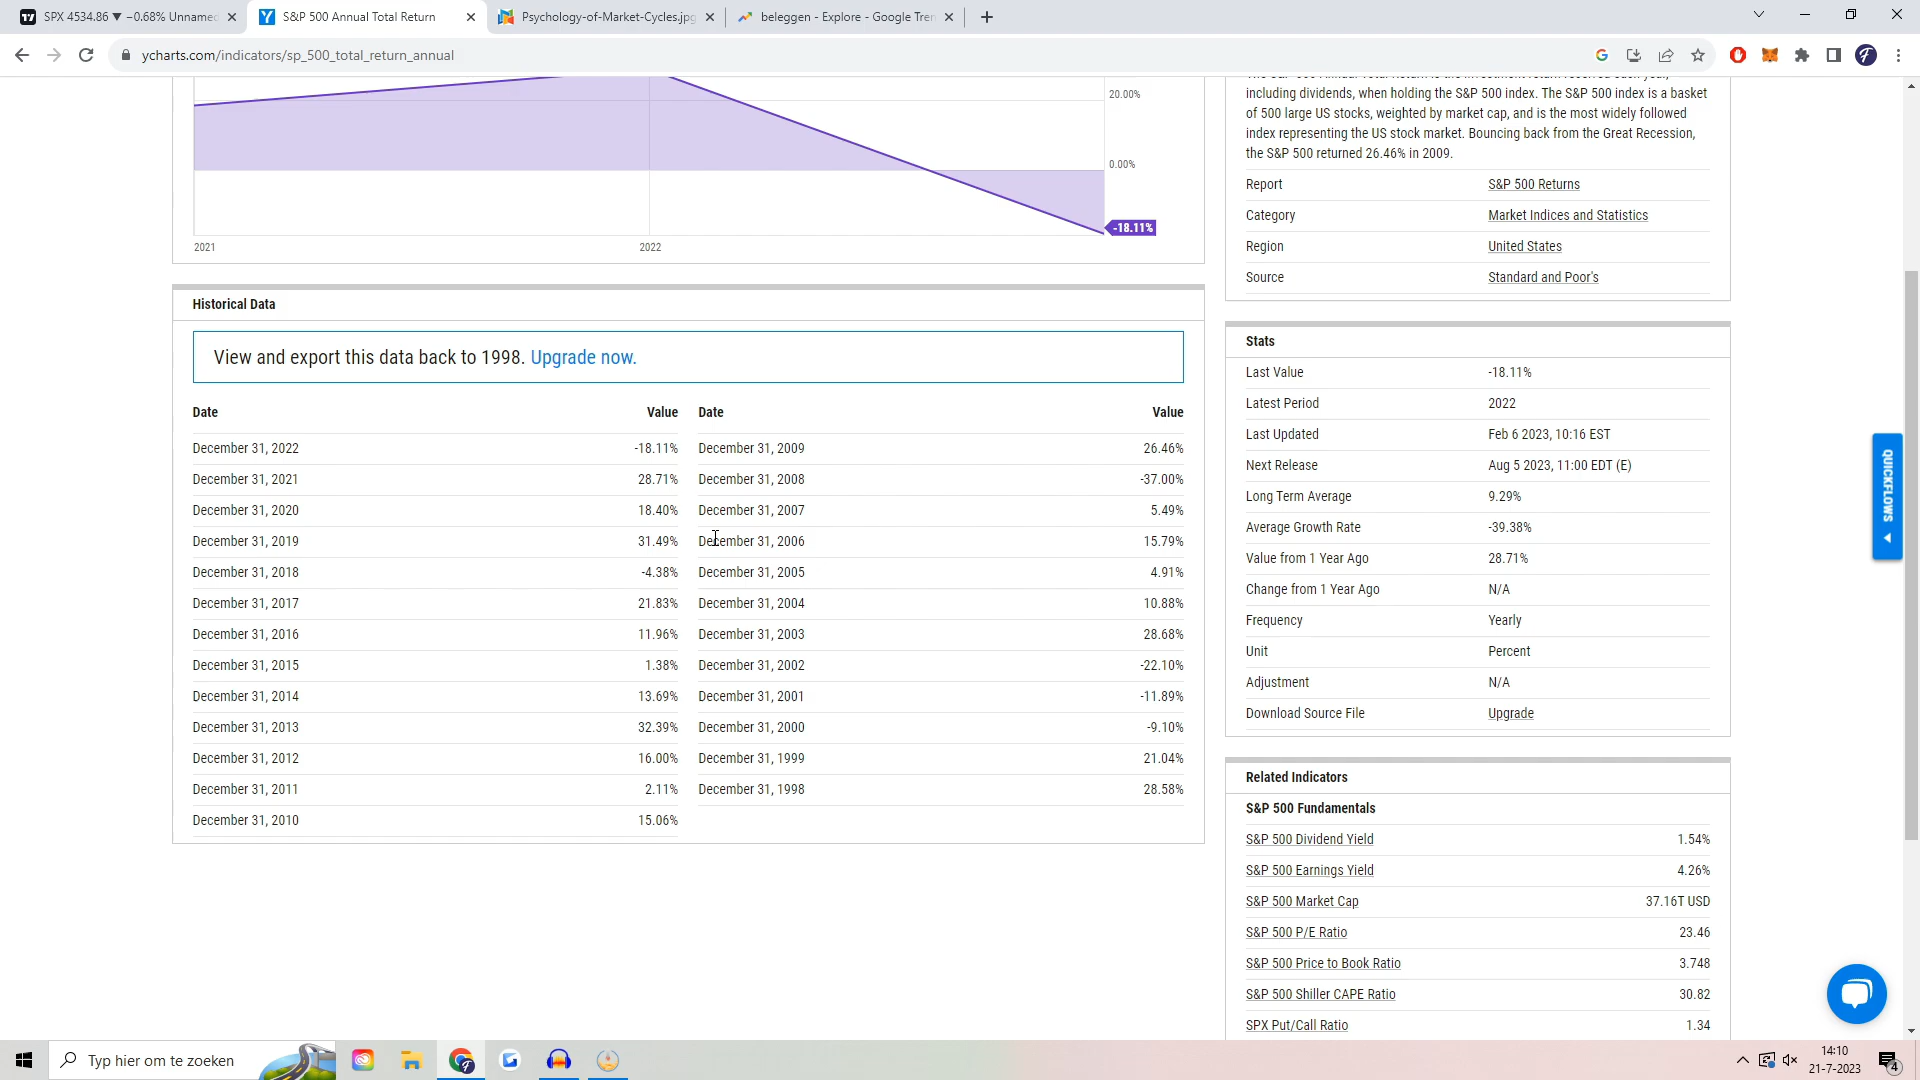 SPX 4534.86 ▼ −0.68% Unnamed
S&P 500 Annual Total Return
Psychology-of-Market-Cycles.jpg
beleggen - Explore - Google Tren
ycharts.com/indicators/sp_500_total_return_annual
20.00%
0.00%
-18.11%
2021
2022
including dividends, when holding the S&P 500 index. The S&P 500 index is a basket
of 500 large US stocks, weighted by market cap, and is the most widely followed
index representing the US stock market. Bouncing back from the Great Recession,
the S&P 500 returned 26.46% in 2009.
Report S&P 500 Returns
Category Market Indices and Statistics
Region United States
Source Standard and Poor's
Historical Data
View and export this data back to 1998. Upgrade now.
Date Value Date Value
December 31, 2022 -18.11% December 31, 2009 26.46%
December 31, 2021 28.71% December 31, 2008 -37.00%
December 31, 2020 18.40% December 31, 2007 5.49%
December 31, 2019 31.49% December 31, 2006 15.79%
December 31, 2018 -4.38% December 31, 2005 4.91%
December 31, 2017 21.83% December 31, 2004 10.88%
December 31, 2016 11.96% December 31, 2003 28.68%
December 31, 2015 1.38% December 31, 2002 -22.10%
December 31, 2014 13.69% December 31, 2001 -11.89%
December 31, 2013 32.39% December 31, 2000 -9.10%
December 31, 2012 16.00% December 31, 1999 21.04%
December 31, 2011 2.11% December 31, 1998 28.58%
December 31, 2010 15.06%
Stats
Last Value -18.11%
Latest Period 2022
Last Updated Feb 6 2023, 10:16 EST
Next Release Aug 5 2023, 11:00 EDT (E)
Long Term Average 9.29%
Average Growth Rate -39.38%
Value from 1 Year Ago 28.71%
Change from 1 Year Ago N/A
Frequency Yearly
Unit Percent
Adjustment N/A
Download Source File Upgrade
Related Indicators
S&P 500 Fundamentals
S&P 500 Dividend Yield 1.54%
S&P 500 Earnings Yield 4.26%
S&P 500 Market Cap 37.16T USD
S&P 500 P/E Ratio 23.46
S&P 500 Price to Book Ratio 3.748
S&P 500 Shiller CAPE Ratio 30.82
SPX Put/Call Ratio 1.34
QUICKFLOWS
Typ hier om te zoeken
14:10
21-7-2023
4